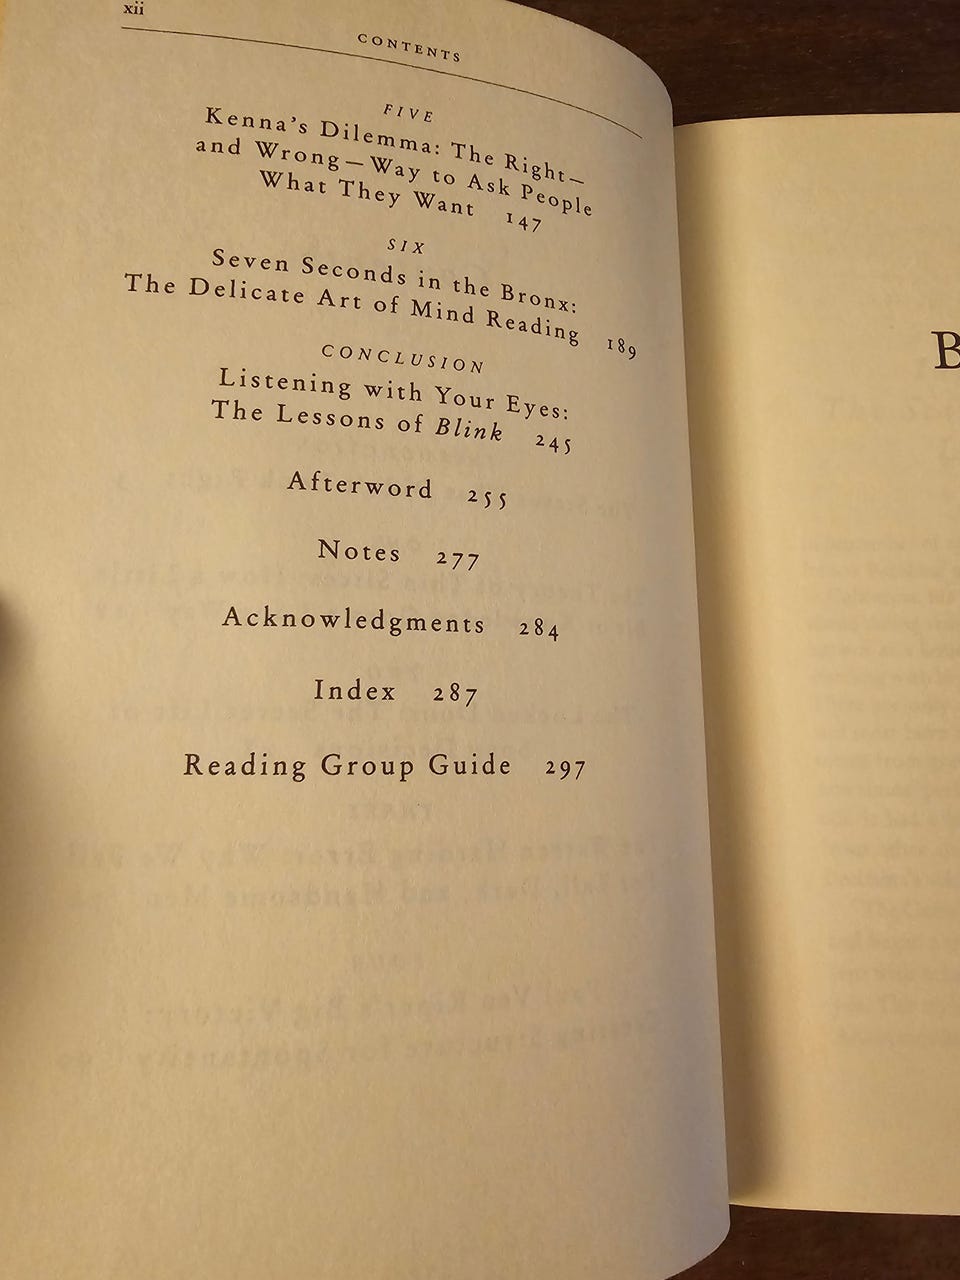 xii
CONTENTS
FIVE
Kenna's Dilemma: The Right—
and Wrong—Way to Ask People
What They Want 147
SIX
Seven Seconds in the Bronx:
The Delicate Art of Mind Reading 189
CONCLUSION
Listening with Your Eyes:
The Lessons of Blink 245
Afterword 255
Notes 277
Acknowledgments 284
Index 287
Reading Group Guide 297
B